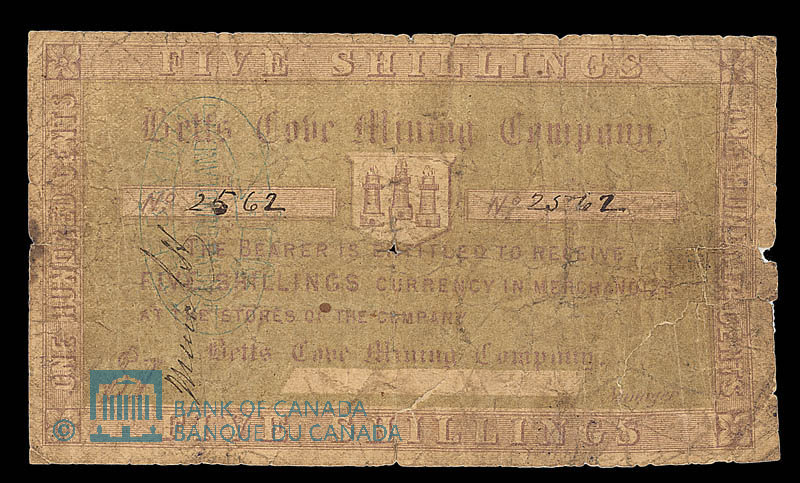 FIVE SHILLINGS
Betts Cove Mining Company.
No 2562 No 2562
THE BEARER IS ENTITLED TO RECEIVE
FIVE SHILLINGS CURRENCY IN MERCHANDIZE
AT THE STORES OF THE COMPANY
Betts Cove Mining Company.
FIVE SHILLINGS
ONE HUNDRED CENTS
ONE HUNDRED CENTS
© BANK OF CANADA
BANQUE DU CANADA